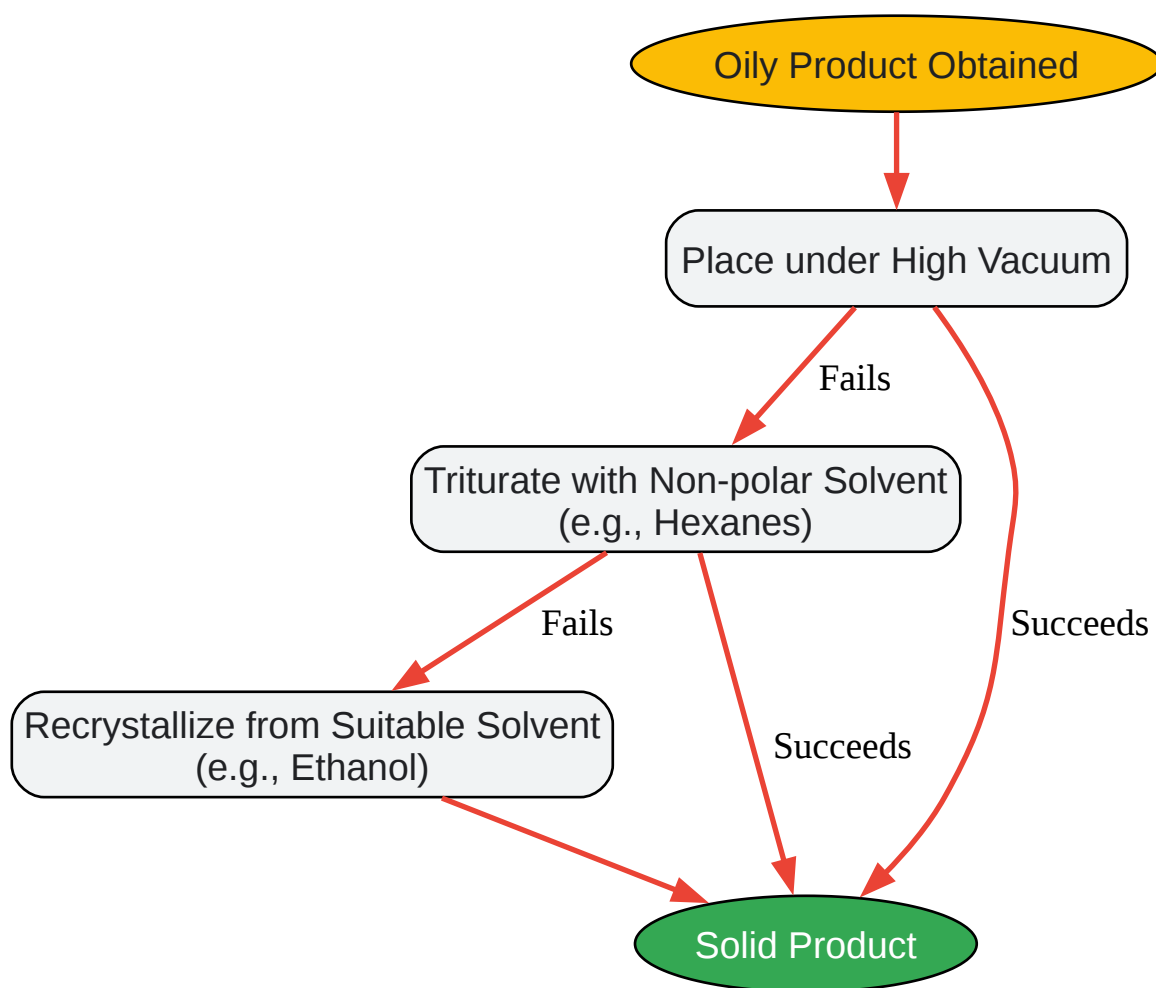 Oily Product Obtained
Place under High Vacuum
Fails
Triturate with Non-polar Solvent
(e.g., Hexanes)
Fails
Succeeds
Recrystallize from Suitable Solvent
(e.g., Ethanol)
Succeeds
Solid Product